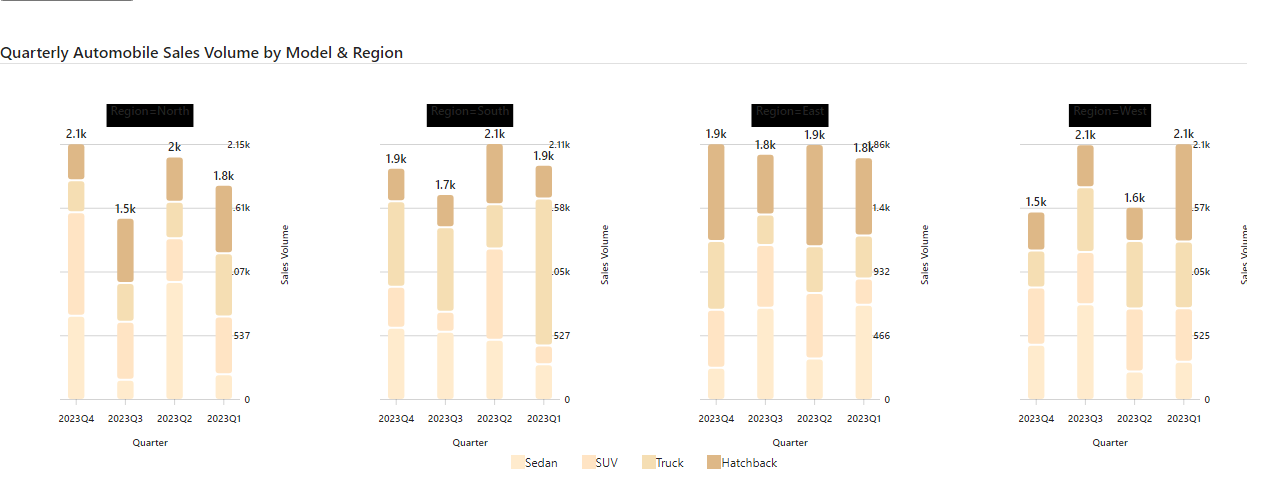 Quarterly Automobile Sales Volume by Model & Region
Region=North
2.1k
1.5k
2k
1.8k
2.15k
.61k
.07k
537
0
Sales Volume
2023Q4 2023Q3 2023Q2 2023Q1
Quarter
Region=South
1.9k
1.7k
2.1k
1.9k
2.11k
.58k
.05k
527
0
Sales Volume
2023Q4 2023Q3 2023Q2 2023Q1
Quarter
Region=East
1.9k
1.8k
1.9k
1.8k
.86k
1.4k
932
466
0
Sales Volume
2023Q4 2023Q3 2023Q2 2023Q1
Quarter
Region=West
1.5k
2.1k
1.6k
2.1k
2.1k
.57k
.05k
525
0
Sales Volume
2023Q4 2023Q3 2023Q2 2023Q1
Quarter
Sedan SUV Truck Hatchback